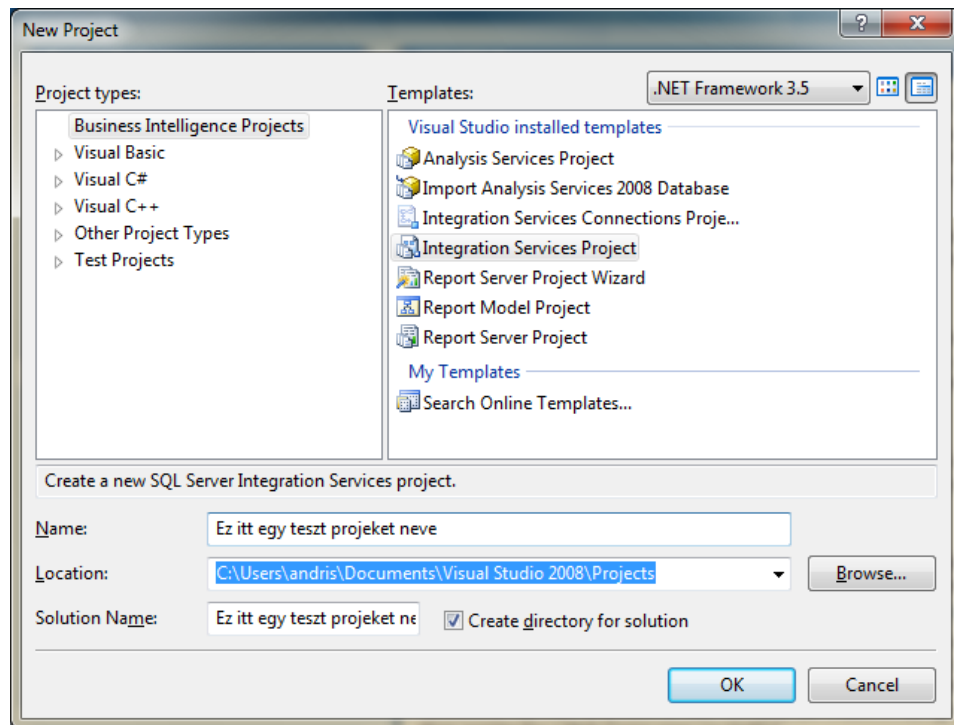 New Project
?
X
Project types:
Templates:
.NET Framework 3.5
Business Intelligence Projects
Visual Basic
Visual C#
Visual C++
Other Project Types
Test Projects
Visual Studio installed templates
Analysis Services Project
Import Analysis Services 2008 Database
Integration Services Connections Proje...
Integration Services Project
Report Server Project Wizard
Report Model Project
Report Server Project
My Templates
Search Online Templates...
Create a new SQL Server Integration Services project.
Name:
Ez itt egy teszt projeket neve
Location:
C:\Users\andris\Documents\Visual Studio 2008\Projects
Browse...
Solution Name:
Ez itt egy teszt projeket ne
Create directory for solution
OK
Cancel